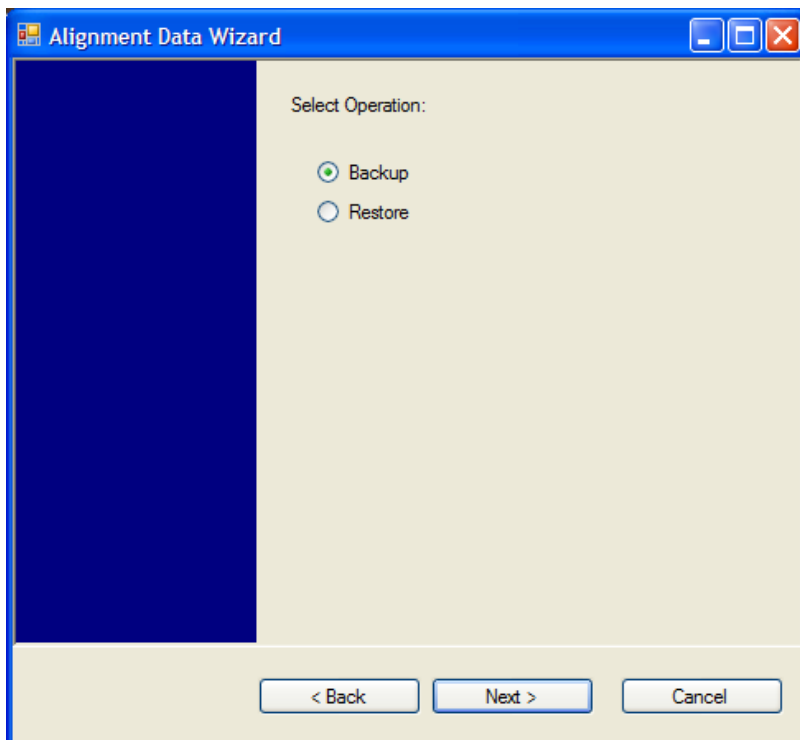 Alignment Data Wizard
Select Operation:
Backup
Restore
< Back Next > Cancel